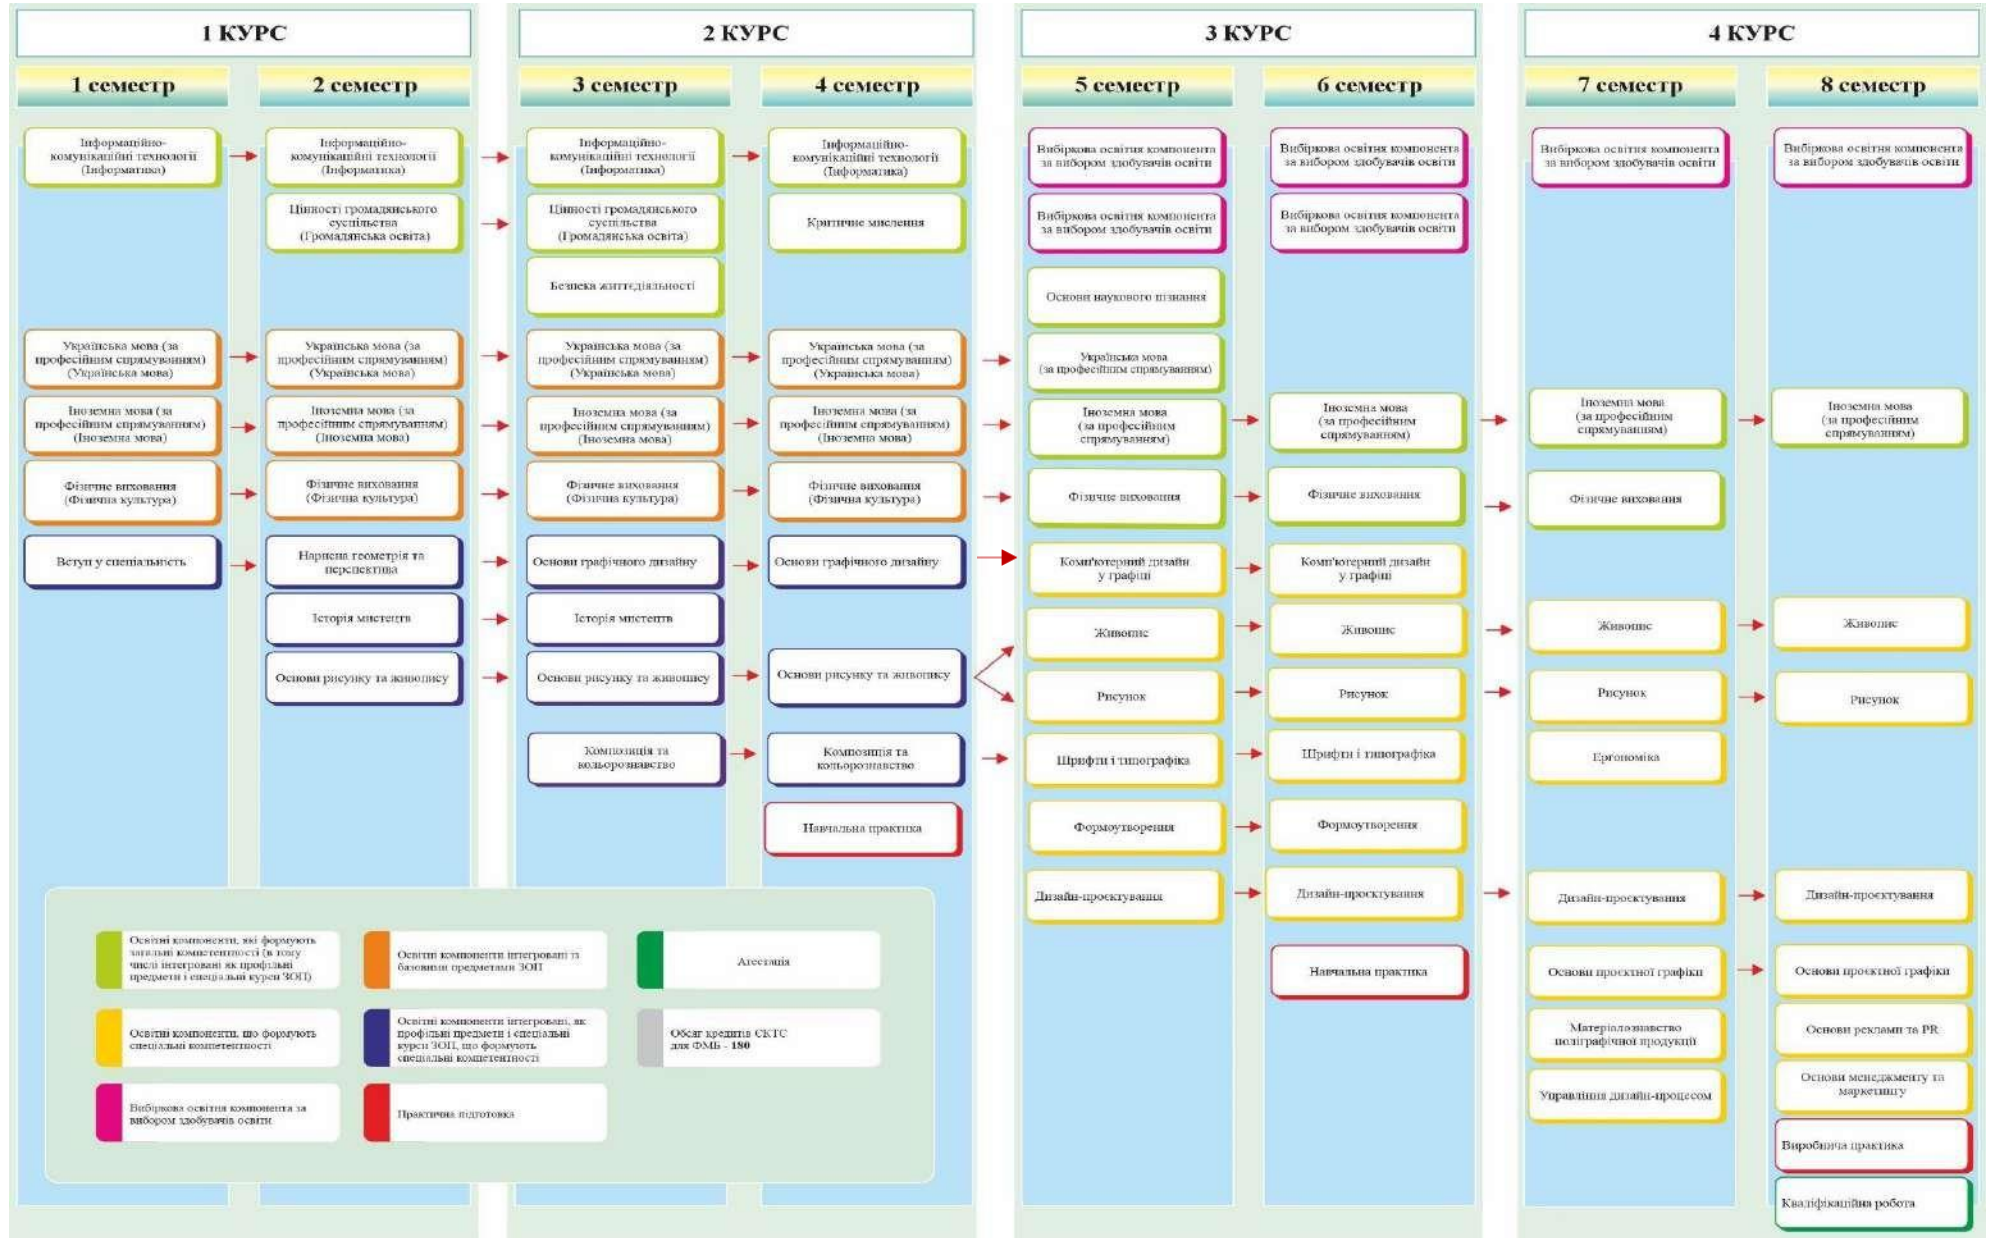 1 КУРС
2 КУРС
3 КУРС
4 КУРС
1 семестр
2 семестр
3 семестр
4 семестр
5 семестр
6 семестр
7 семестр
8 семестр
Інформаційно-
комунікаційні технології
(Інформатика)
Українська мова (за
професійним спрямуванням)
(Українська мова)
Іноземна мова (за
професійним спрямуванням)
(Іноземна мова)
Фізичне виховання
(Фізична культура)
Вступ у спеціальність
Інформаційно-
комунікаційні технології
(Інформатика)
Цінності громадянського
суспільства
(Громадянська освіта)
Українська мова (за
професійним спрямуванням)
(Українська мова)
Іноземна мова (за
професійним спрямуванням)
(Іноземна мова)
Фізичне виховання
(Фізична культура)
Нарисна геометрія та
перспектива
Історія мистецтв
Основи рисунку та живопису
Інформаційно-
комунікаційні технології
(Інформатика)
Цінності громадянського
суспільства
(Громадянська освіта)
Безпека життєдіяльності
Українська мова (за
професійним спрямуванням)
(Українська мова)
Іноземна мова (за
професійним спрямуванням)
(Іноземна мова)
Фізичне виховання
(Фізична культура)
Основи графічного дизайну
Історія мистецтв
Основи рисунку та живопису
Композиція та
кольорознавство
Інформаційно-
комунікаційні технології
(Інформатика)
Критичне мислення
Українська мова (за
професійним спрямуванням)
(Українська мова)
Іноземна мова (за
професійним спрямуванням)
(Іноземна мова)
Фізичне виховання
(Фізична культура)
Основи графічного дизайну
Основи рисунку та живопису
Композиція та
кольорознавство
Навчальна практика
Вибіркова освітня компонента
за вибором здобувачів освіти
Вибіркова освітня компонента
за вибором здобувачів освіти
Основи наукового пізнання
Українська мова
(за професійним спрямуванням)
Іноземна мова
(за професійним
спрямуванням)
Фізичне виховання
Комп'ютерний дизайн
у графіці
Живопис
Рисунок
Шрифти і типографіка
Формоутворення
Дизайн-проєктування
Вибіркова освітня компонента
за вибором здобувачів освіти
Вибіркова освітня компонента
за вибором здобувачів освіти
Іноземна мова
(за професійним
спрямуванням)
Фізичне виховання
Комп'ютерний дизайн
у графіці
Живопис
Рисунок
Шрифти і типографіка
Формоутворення
Дизайн-проєктування
Навчальна практика
Вибіркова освітня компонента
за вибором здобувачів освіти
Іноземна мова
(за професійним
спрямуванням)
Фізичне виховання
Живопис
Рисунок
Ергономіка
Дизайн-проєктування
Основи проєктної графіки
Матеріалознавство
поліграфічної продукції
Управління дизайн-процесом
Вибіркова освітня компонента
за вибором здобувачів освіти
Іноземна мова
(за професійним
спрямуванням)
Живопис
Рисунок
Дизайн-проєктування
Основи проєктної графіки
Основи реклами та PR
Основи менеджменту та
маркетингу
Виробнича практика
Кваліфікаційна робота
Освітні компоненти, які формують
загальні компетентності (в тому
числі інтегровані як профільні
предмети і спеціальні курси ЗОП)
Освітні компоненти, що формують
спеціальні компетентності
Вибіркова освітня компонента за
вибором здобувачів освіти
Освітні компоненти інтегровані із
базовими предметами ЗОП
Освітні компоненти інтегровані, як
профільні предмети і спеціальні
курси ЗОП, що формують
спеціальні компетентності
Практична підготовка
Атестація
Обсяг кредитів ЄКТС
для ФМБ - 180